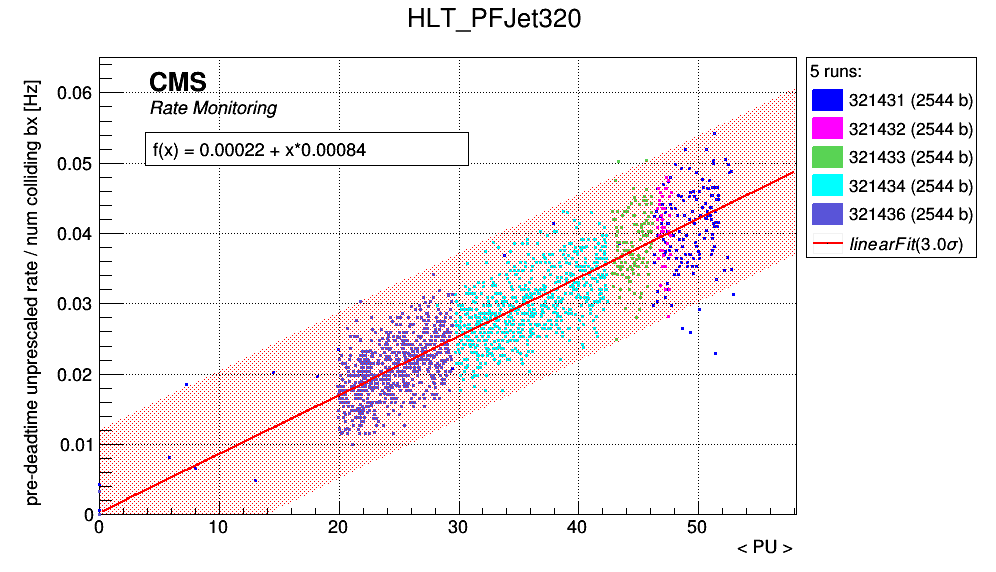 HLT_PFJet320
pre-deadtime unprescaled rate / num colliding bx [Hz]
0.06
0.05
0.04
0.03
0.02
0.01
0
CMS
Rate Monitoring
f(x) = 0.00022 + x*0.00084
0 10 20 30 40 50
< PU >
5 runs:
321431 (2544 b)
321432 (2544 b)
321433 (2544 b)
321434 (2544 b)
321436 (2544 b)
linearFit(3.0σ)